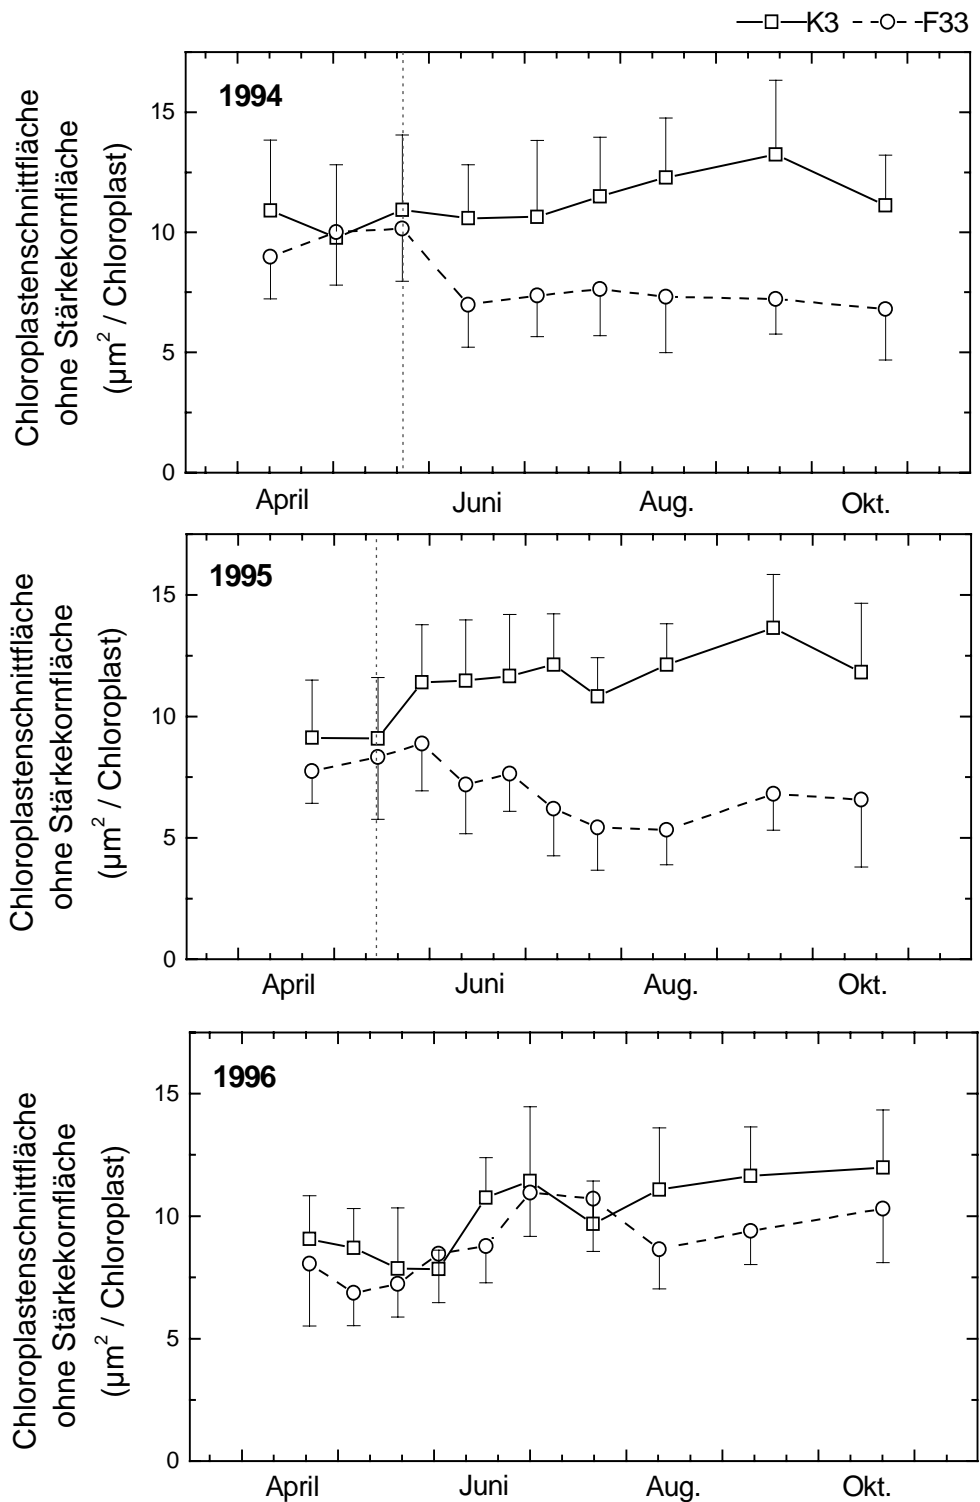 K3 F33
1994
Chloroplastenschnittfläche
ohne Stärkekornfläche
(µm² / Chloroplast)
15
10
5
0
April Juni Aug. Okt.
1995
Chloroplastenschnittfläche
ohne Stärkekornfläche
(µm² / Chloroplast)
15
10
5
0
April Juni Aug. Okt.
1996
Chloroplastenschnittfläche
ohne Stärkekornfläche
(µm² / Chloroplast)
15
10
5
0
April Juni Aug. Okt.